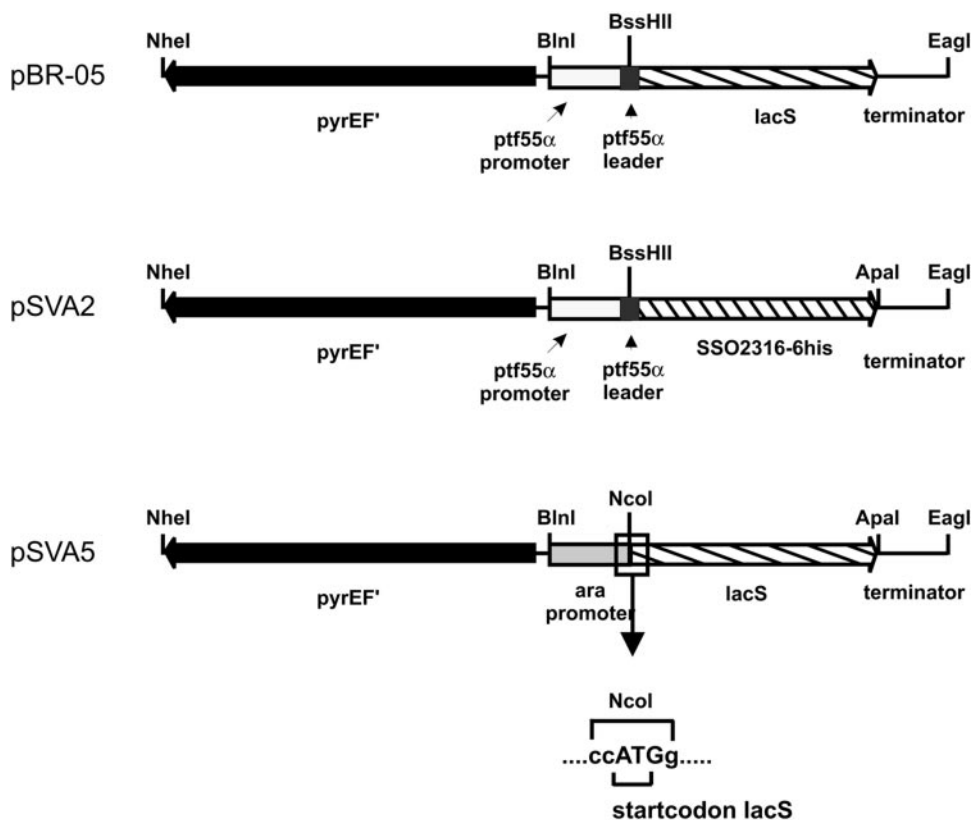 BssHII
NheI BlnI EagI
pBR-05
pyrEF' lacS terminator
ptf55α ptf55α
promoter leader
BssHII
NheI BlnI ApaI EagI
pSVA2
pyrEF' SSO2316-6his
ptf55α ptf55α terminator
promoter leader
NcoI
NheI BlnI ApaI EagI
pSVA5
pyrEF' ara lacS terminator
promoter
NcoI
....ccATGg.....
startcodon lacS